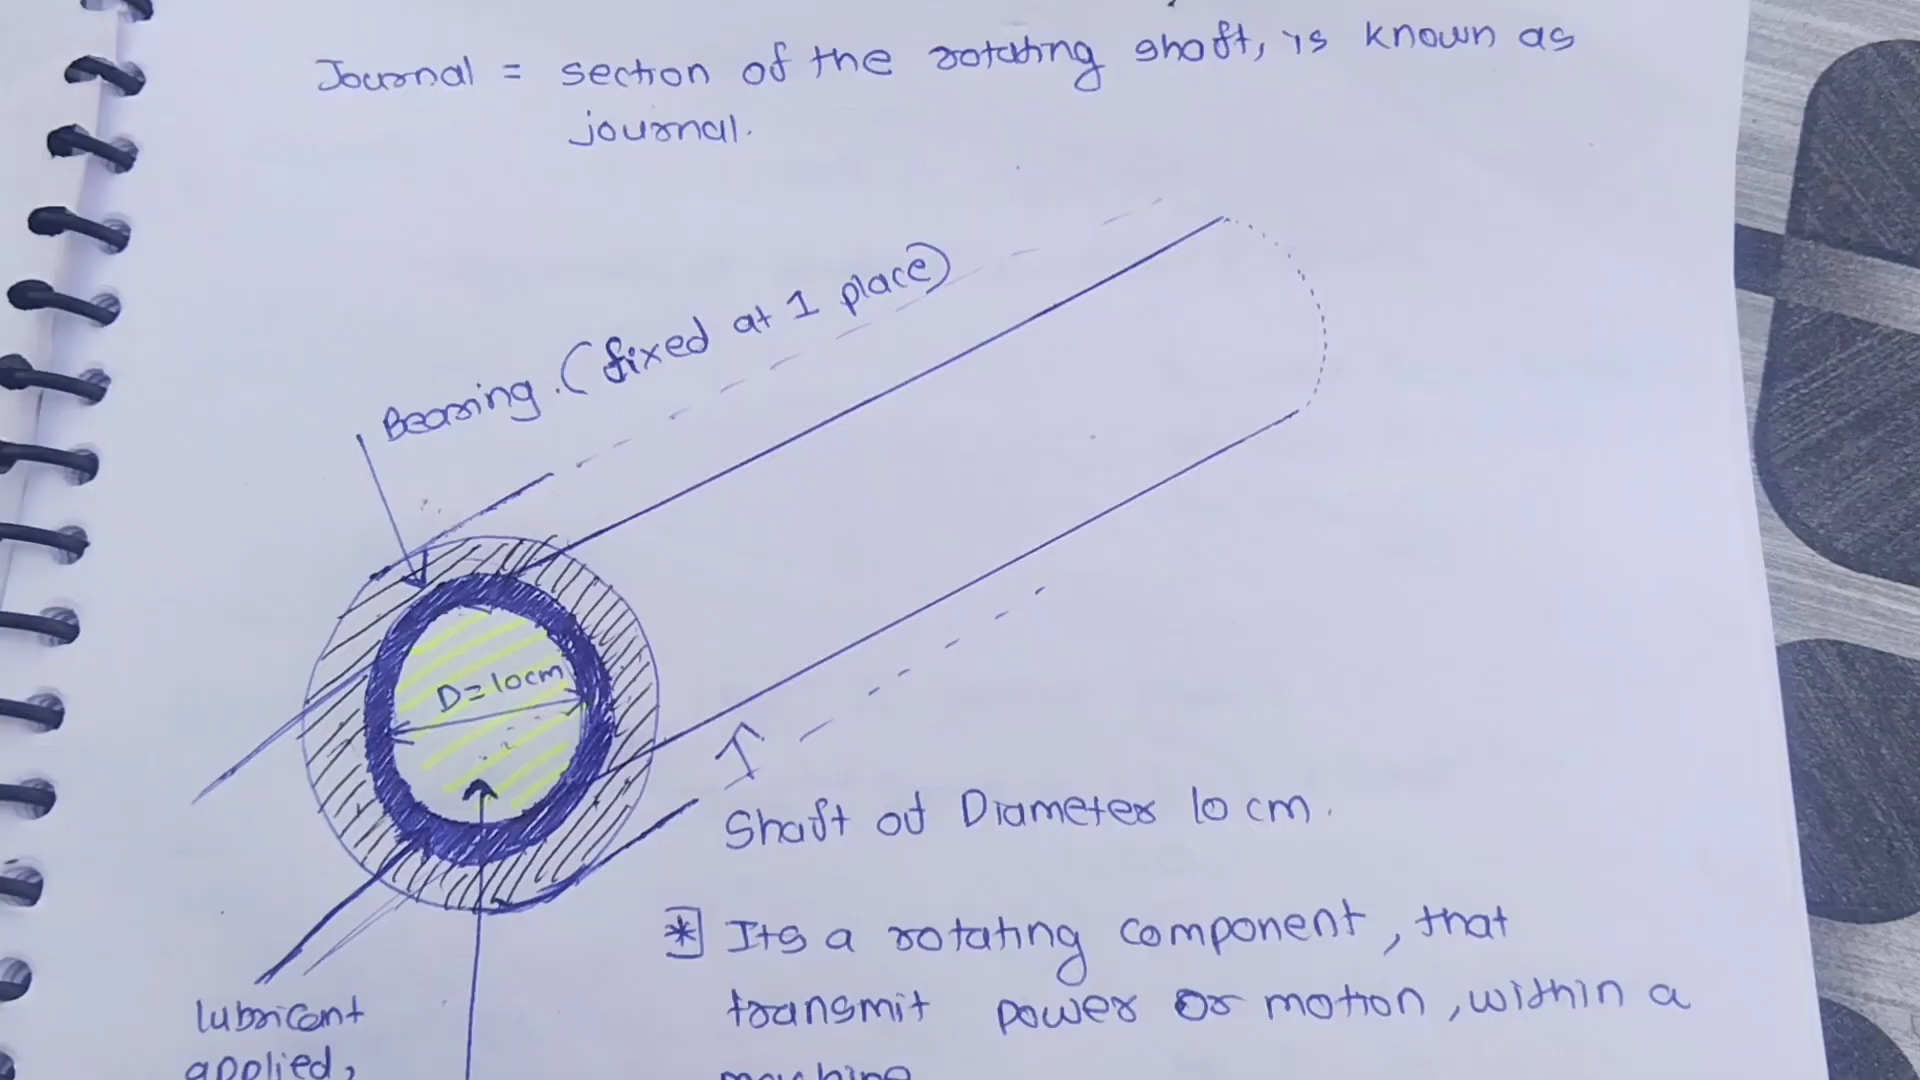 Journal = section of the rotating shaft, is known as
journal.
Bearing. (fixed at 1 place)
D=10cm
Shaft of Diameter 10 cm.
* Its a rotating component, that
transmit power or motion, within a
machine
lubricant
applied,